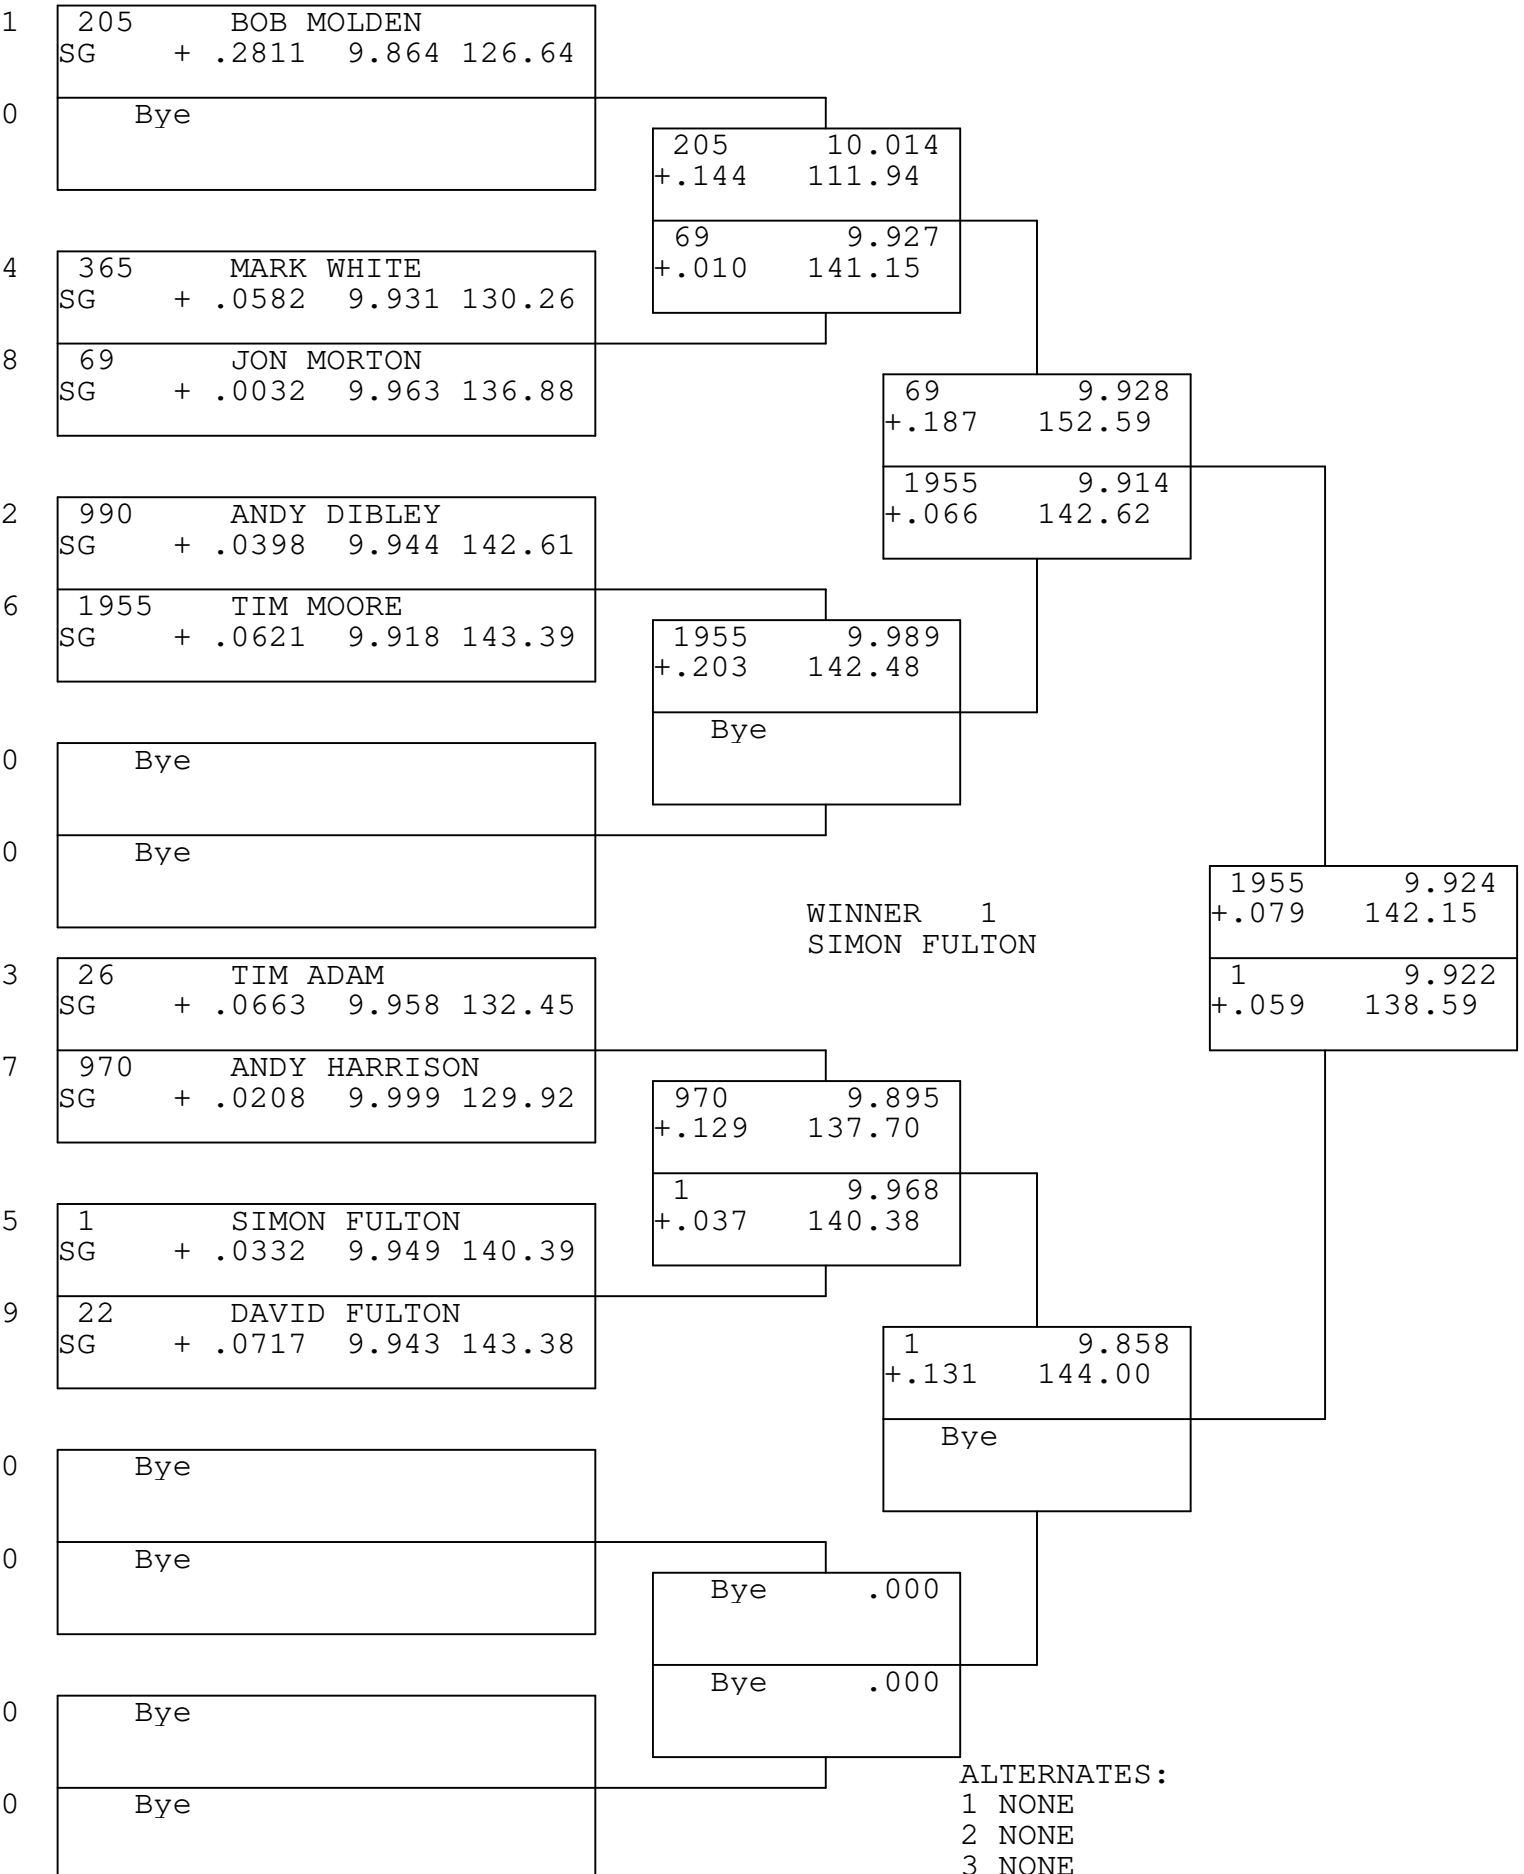 1 205 BOB MOLDEN
SG + .2811 9.864 126.64
0 Bye
205 10.014
+.144 111.94
69 9.927
+.010 141.15
4 365 MARK WHITE
SG + .0582 9.931 130.26
8 69 JON MORTON
SG + .0032 9.963 136.88
69 9.928
+.187 152.59
1955 9.914
+.066 142.62
2 990 ANDY DIBLEY
SG + .0398 9.944 142.61
6 1955 TIM MOORE
SG + .0621 9.918 143.39
1955 9.989
+.203 142.48
Bye
0 Bye
0 Bye
1955 9.924
+.079 142.15
1 9.922
+.059 138.59
WINNER 1
SIMON FULTON
3 26 TIM ADAM
SG + .0663 9.958 132.45
7 970 ANDY HARRISON
SG + .0208 9.999 129.92
970 9.895
+.129 137.70
1 9.968
+.037 140.38
5 1 SIMON FULTON
SG + .0332 9.949 140.39
9 22 DAVID FULTON
SG + .0717 9.943 143.38
1 9.858
+.131 144.00
Bye
0 Bye
0 Bye
Bye .000
Bye .000
0 Bye
0 Bye
ALTERNATES:
1 NONE
2 NONE
3 NONE